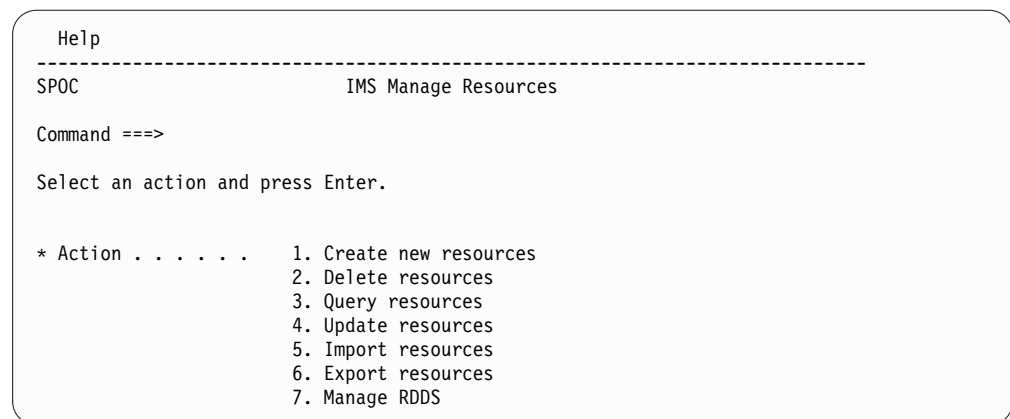 Help
------------------------------------------------------------------------------
SPOC IMS Manage Resources
Command ===>
Select an action and press Enter.
* Action . . . . . . 1. Create new resources
2. Delete resources
3. Query resources
4. Update resources
5. Import resources
6. Export resources
7. Manage RDDS